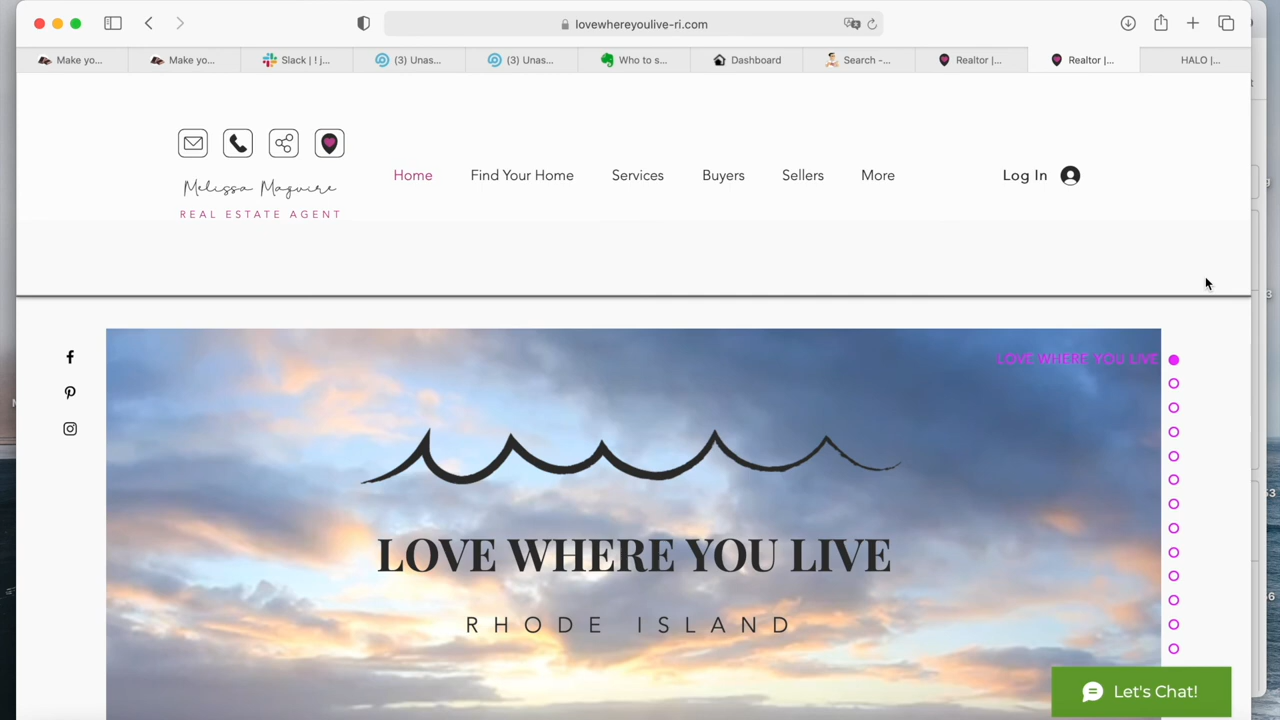 lovewhereyoulive-ri.com
Make yo...
Make yo...
Slack | ! j...
(3) Unas...
(3) Unas...
Who to s...
Dashboard
Search -...
Realtor |...
Realtor |...
HALO |...
Melissa Maguire
REAL ESTATE AGENT
Home
Find Your Home
Services
Buyers
Sellers
More
Log In
LOVE WHERE YOU LIVE
LOVE WHERE YOU LIVE
RHODE ISLAND
Let's Chat!